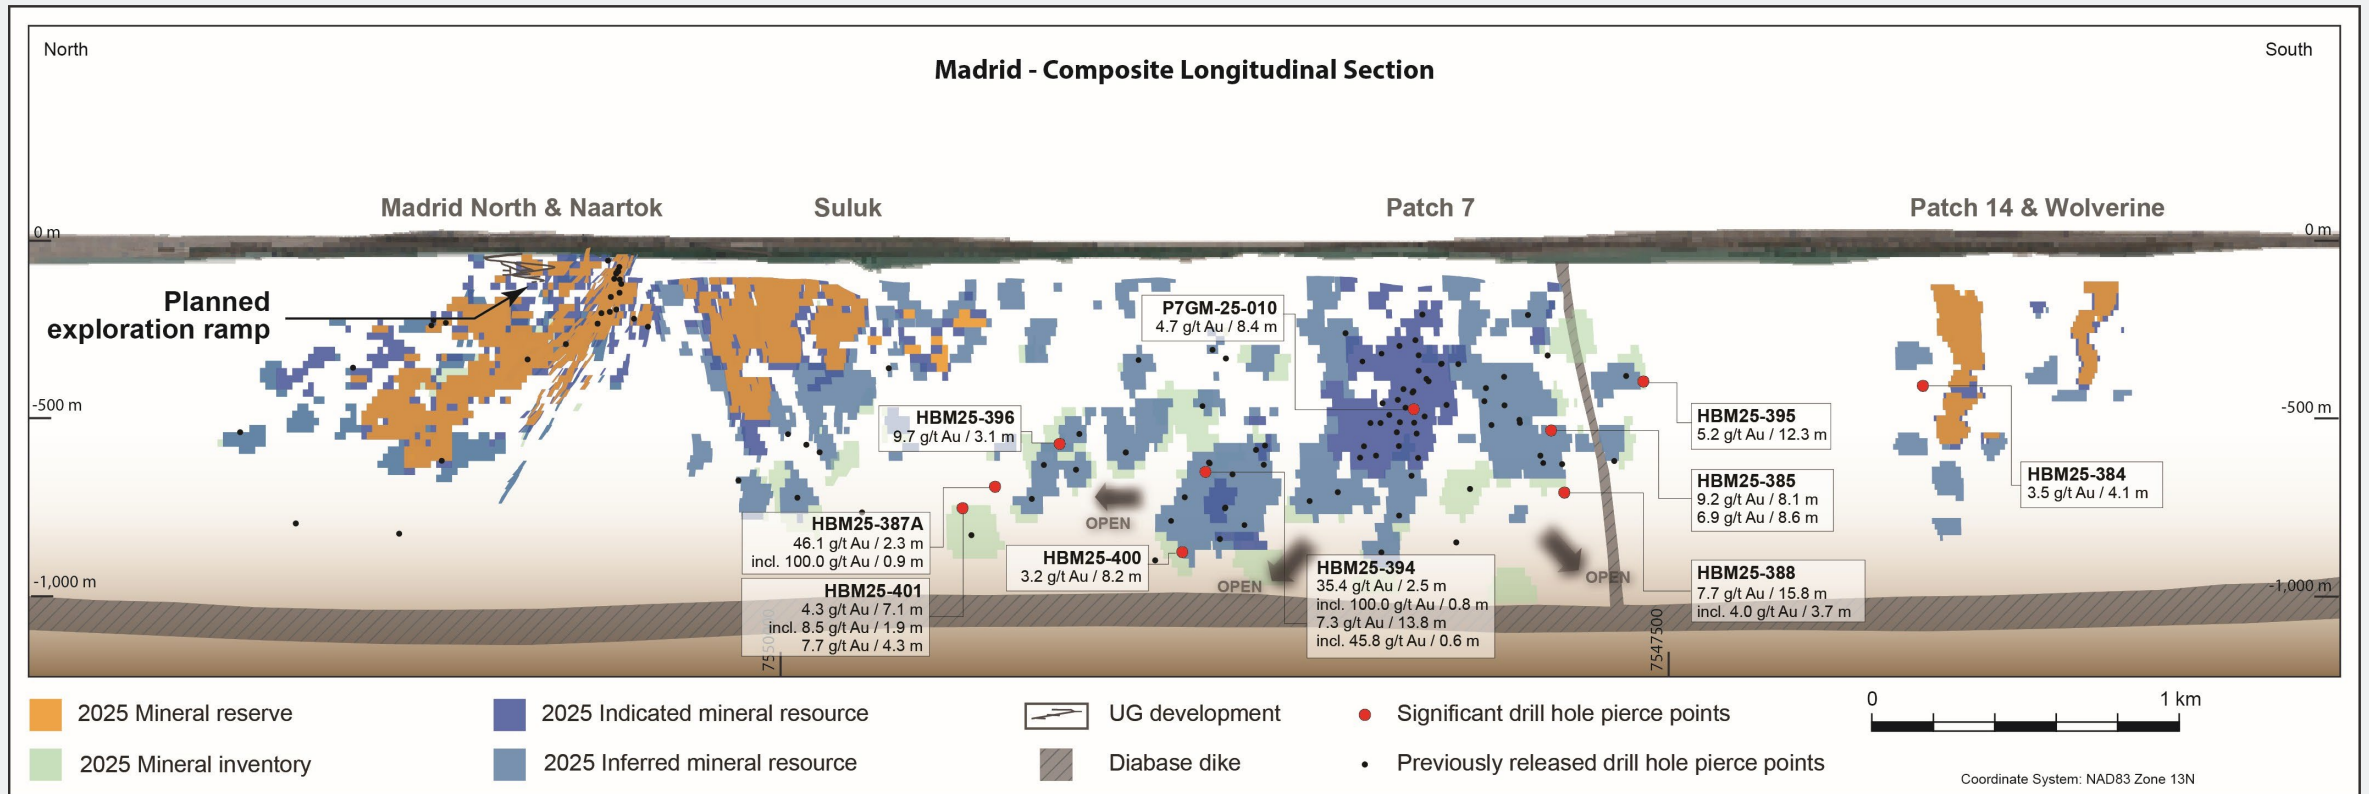 North
South
Madrid - Composite Longitudinal Section
Madrid North & Naartok
Suluk
Patch 7
Patch 14 & Wolverine
0 m
0 m
Planned
exploration ramp
P7GM-25-010
4.7 g/t Au / 8.4 m
-500 m
-500 m
HBM25-396
9.7 g/t Au / 3.1 m
HBM25-395
5.2 g/t Au / 12.3 m
HBM25-385
9.2 g/t Au / 8.1 m
6.9 g/t Au / 8.6 m
HBM25-384
3.5 g/t Au / 4.1 m
OPEN
HBM25-387A
46.1 g/t Au / 2.3 m
incl. 100.0 g/t Au / 0.9 m
HBM25-400
3.2 g/t Au / 8.2 m
OPEN
HBM25-394
35.4 g/t Au / 2.5 m
incl. 100.0 g/t Au / 0.8 m
7.3 g/t Au / 13.8 m
incl. 45.8 g/t Au / 0.6 m
OPEN
HBM25-388
7.7 g/t Au / 15.8 m
incl. 4.0 g/t Au / 3.7 m
-1,000 m
-1,000 m
HBM25-401
4.3 g/t Au / 7.1 m
incl. 8.5 g/t Au / 1.9 m
7.7 g/t Au / 4.3 m
7547500
2025 Mineral reserve
2025 Indicated mineral resource
UG development
Significant drill hole pierce points
0
1 km
2025 Mineral inventory
2025 Inferred mineral resource
Diabase dike
Previously released drill hole pierce points
Coordinate System: NAD83 Zone 13N